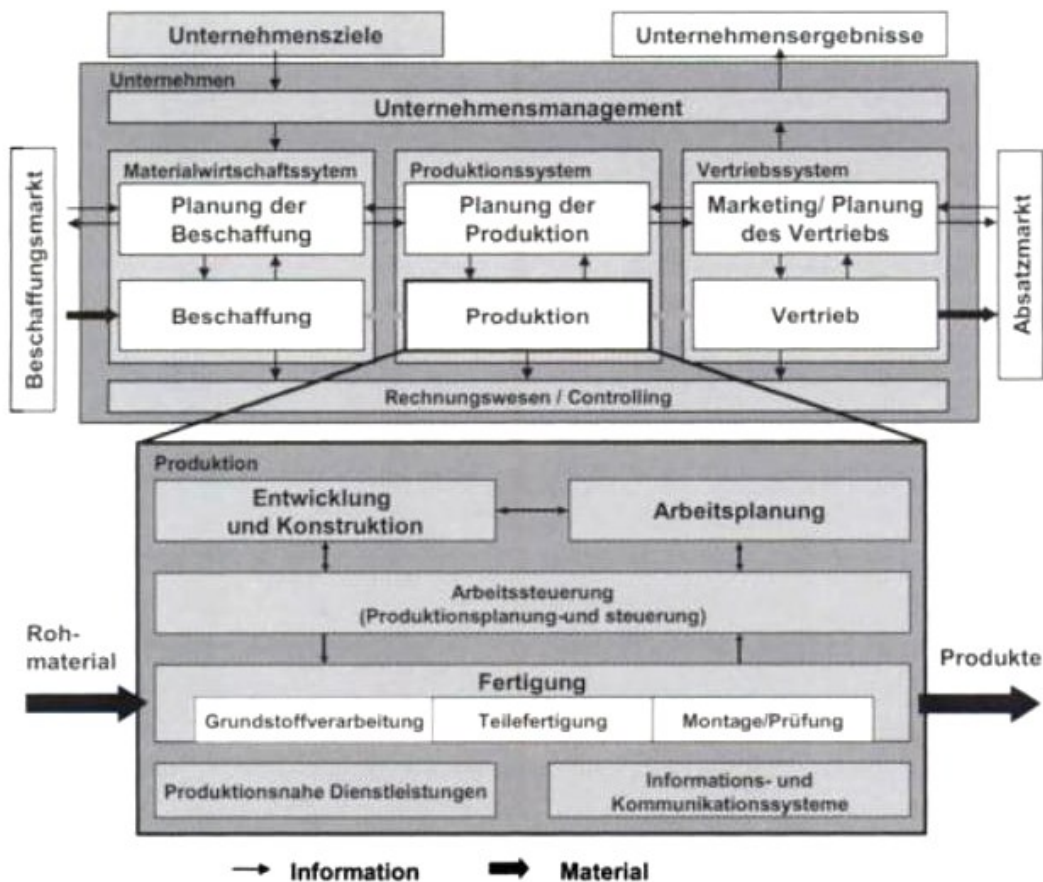 Unternehmensziele
Unternehmensergebnisse
Unternehmen
Unternehmensmanagement
Beschaffungsmarkt
Materialwirtschaftssytem
Planung der
Beschaffung
Beschaffung
Produktionssystem
Planung der
Produktion
Produktion
Vertriebssystem
Marketing/ Planung
des Vertriebs
Vertrieb
Absatzmarkt
Rechnungswesen / Controlling
Produktion
Entwicklung
und Konstruktion
Arbeitsplanung
Arbeitssteuerung
(Produktionsplanung-und steuerung)
Roh-
material
Produkte
Fertigung
Grundstoffverarbeitung
Teilefertigung
Montage/Prüfung
Produktionsnahe Dienstleistungen
Informations- und
Kommunikationssysteme
Information
Material